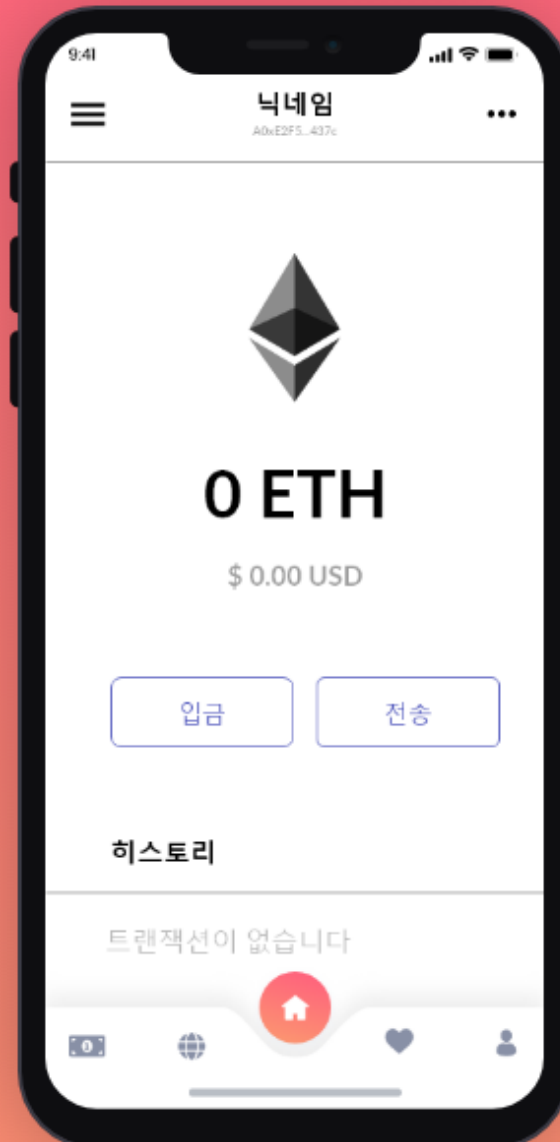 9:41
닉네임
A0xE2F5...437c
0 ETH
$ 0.00 USD
입금 전송
히스토리
트랜잭션이 없습니다